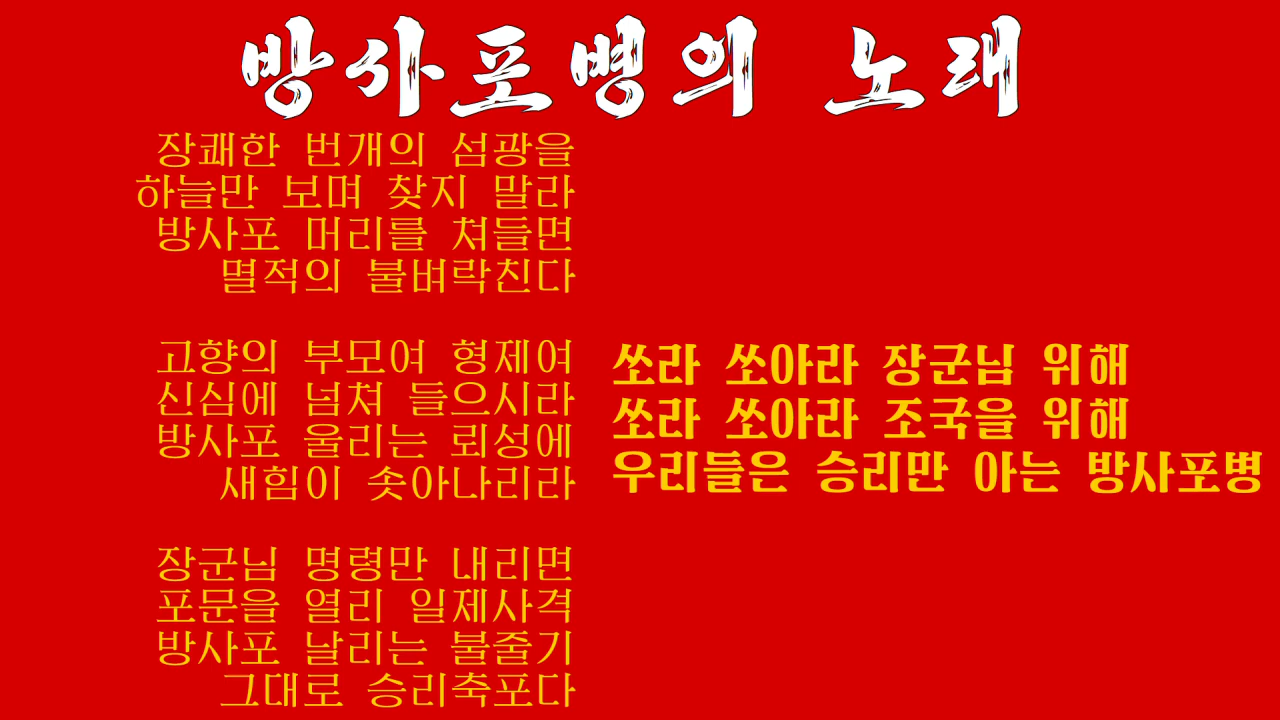 방사포병의 노래
장쾌한 번개의 섬광을
하늘만 보며 찾지 말라
방사포 머리를 쳐들면
멸적의 불벼락친다
고향의 부모여 형제여
신심에 넘쳐 들으시라
방사포 울리는 뢰성에
새힘이 솟아나리라
장군님 명령만 내리면
포문을 열리 일제사격
방사포 날리는 불줄기
그대로 승리축포다
쏘라 쏘아라 장군님 위해
쏘라 쏘아라 조국을 위해
우리들은 승리만 아는 방사포병